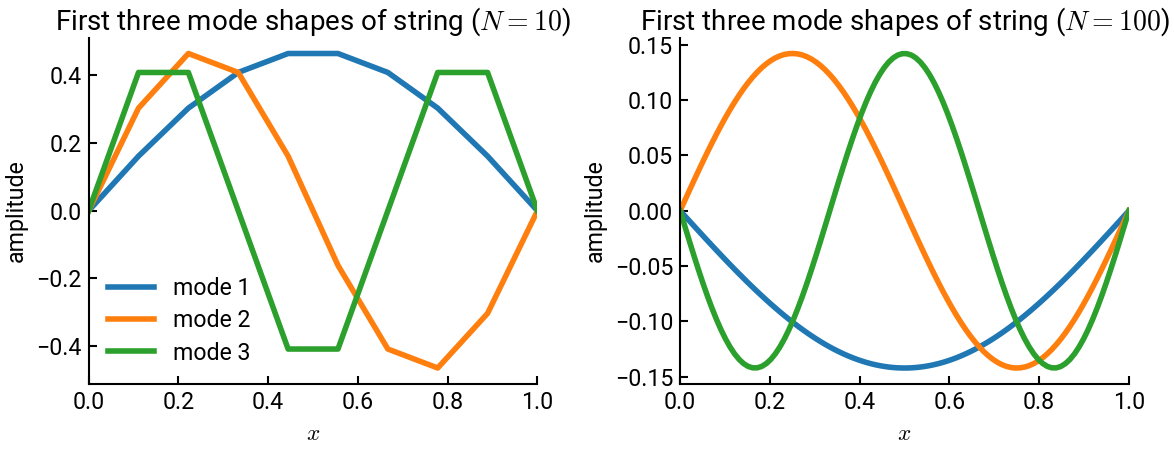 First three mode shapes of string (N = 10)
amplitude
0.4
0.2
0.0
−0.2
−0.4
mode 1
mode 2
mode 3
0.0 0.2 0.4 0.6 0.8 1.0
x
First three mode shapes of string (N = 100)
amplitude
0.15
0.10
0.05
0.00
−0.05
−0.10
−0.15
0.0 0.2 0.4 0.6 0.8 1.0
x